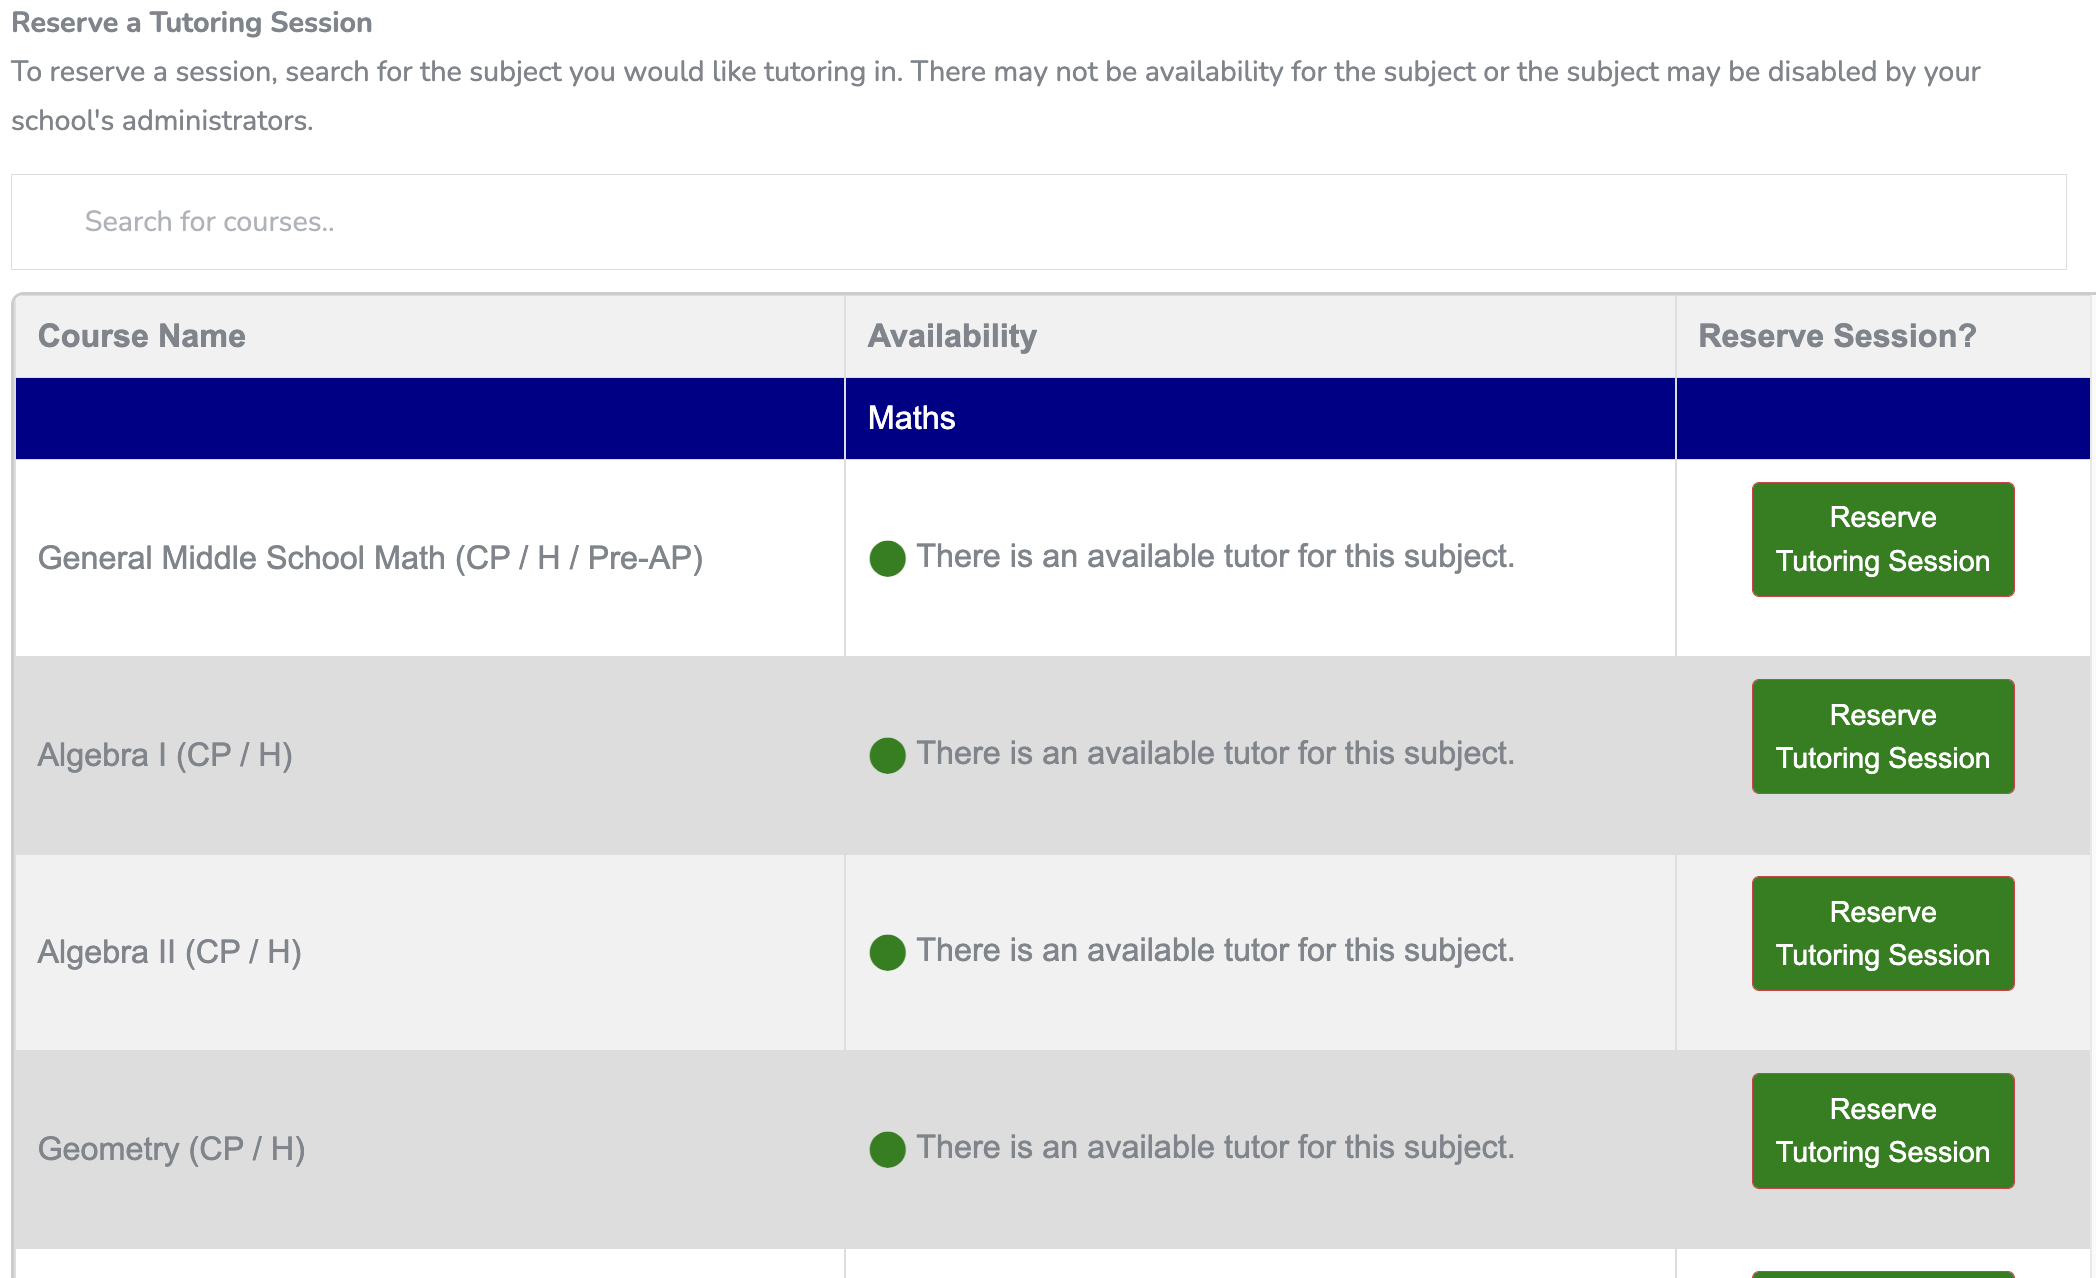 Reserve a Tutoring Session
To reserve a session, search for the subject you would like tutoring in. There may not be availability for the subject or the subject may be disabled by your
school's administrators.
Search for courses..
Course Name Availability Reserve Session?
Maths
General Middle School Math (CP / H / Pre-AP) There is an available tutor for this subject. Reserve
Tutoring Session
Algebra I (CP / H) There is an available tutor for this subject. Reserve
Tutoring Session
Algebra II (CP / H) There is an available tutor for this subject. Reserve
Tutoring Session
Geometry (CP / H) There is an available tutor for this subject. Reserve
Tutoring Session